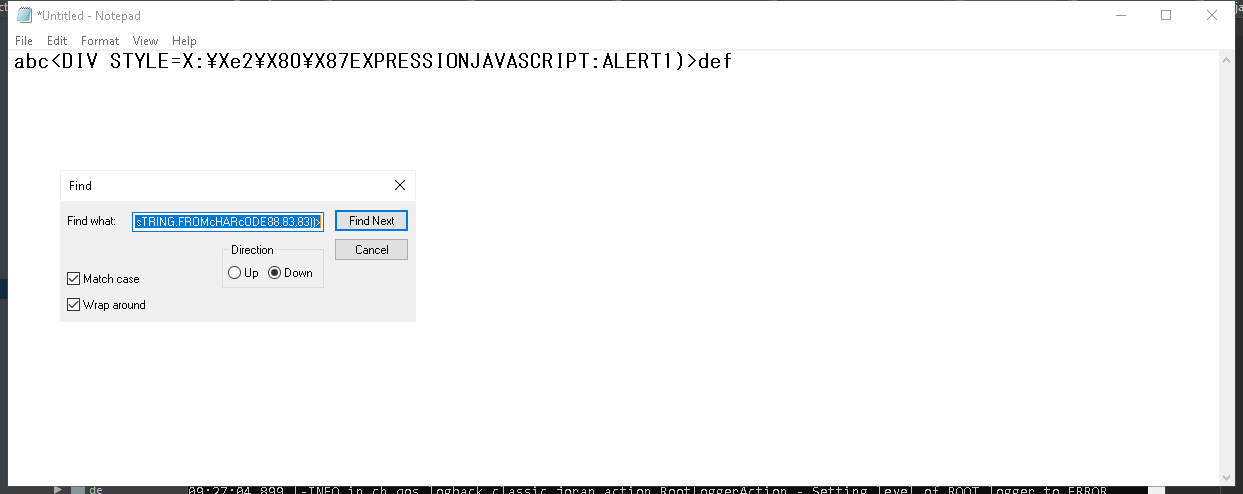 *Untitled - Notepad
File Edit Format View Help
abc<DIV STYLE=X:¥Xe2¥X80¥X87EXPRESSIONJAVASCRIPT:ALERT1)>def
Find
Find what: sTRING.FROMcHARcODE88,83,83))> Find Next
Direction Cancel
Up Down
Match case
Wrap around
de 09:27:04,899 |-INFO in ch.qos.logback.classic.joran.action.RootLoggerAction - Setting level of ROOT logger to ERROR